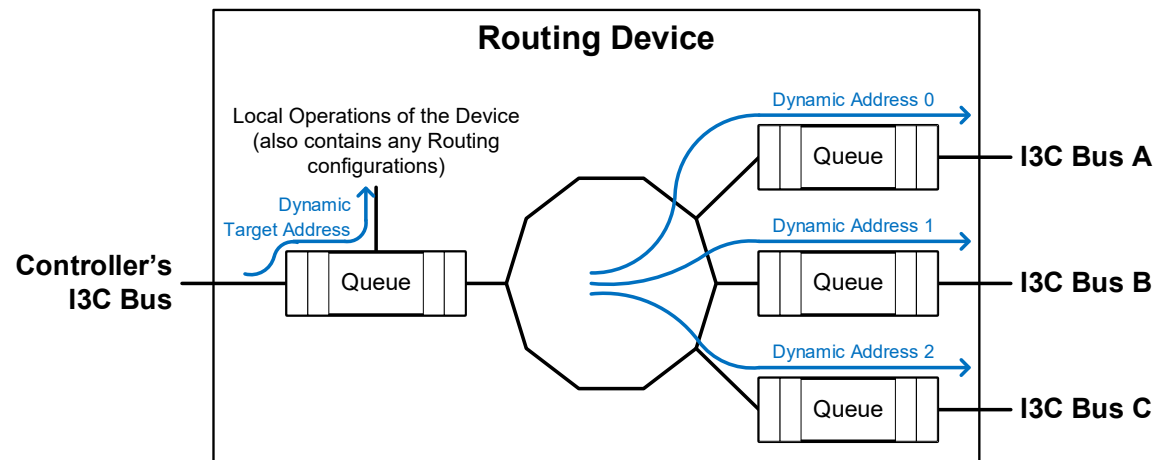 Routing Device
Local Operations of the Device
(also contains any Routing
configurations)
Dynamic
Target Address
Controller's
I3C Bus
Queue
Dynamic Address 0
Queue
I3C Bus A
Dynamic Address 1
Queue
I3C Bus B
Dynamic Address 2
Queue
I3C Bus C